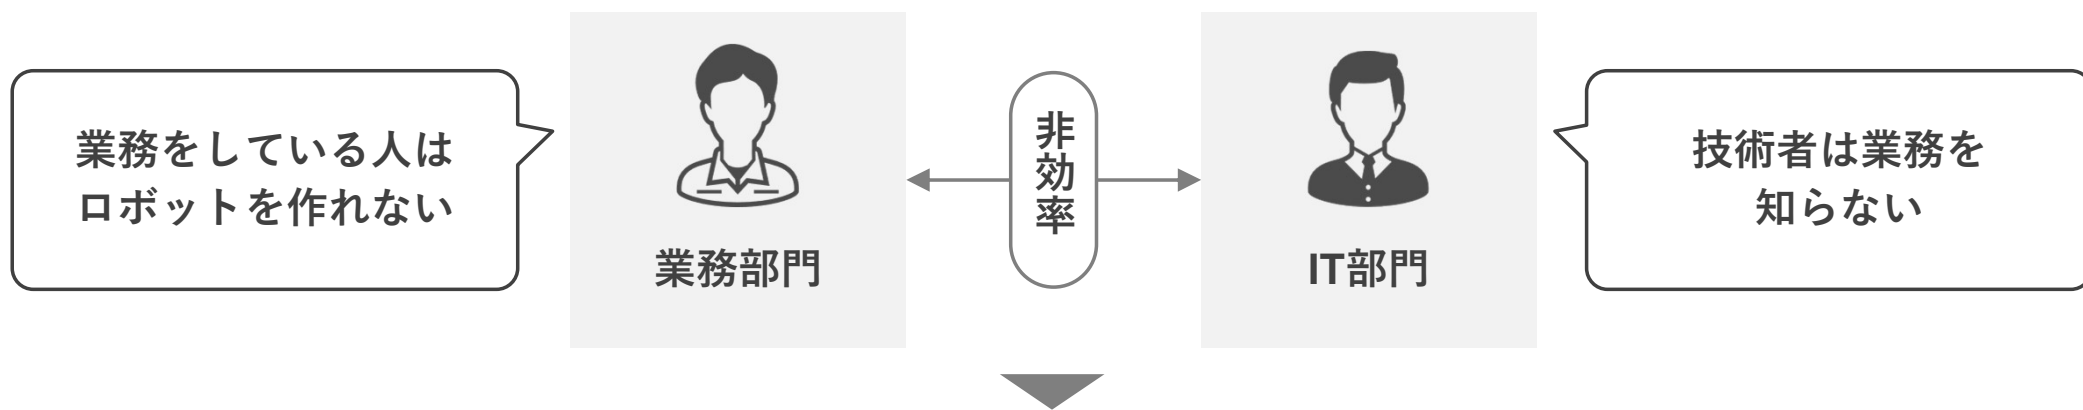 業務をしている人は
ロボットを作れない
業務部門
非効率
IT部門
技術者は業務を
知らない